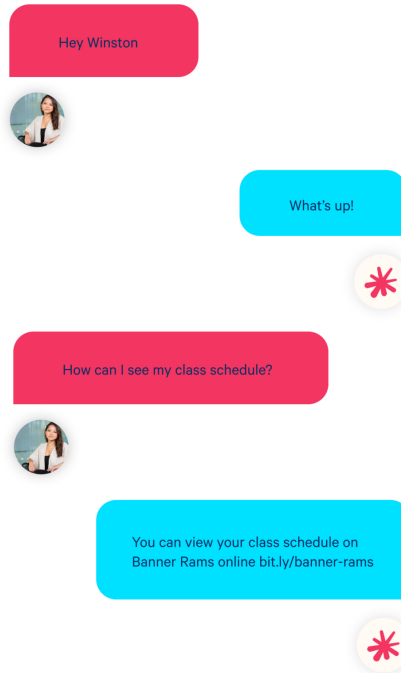 Hey Winston
What's up!
How can I see my class schedule?
You can view your class schedule on
Banner Rams online bit.ly/banner-rams